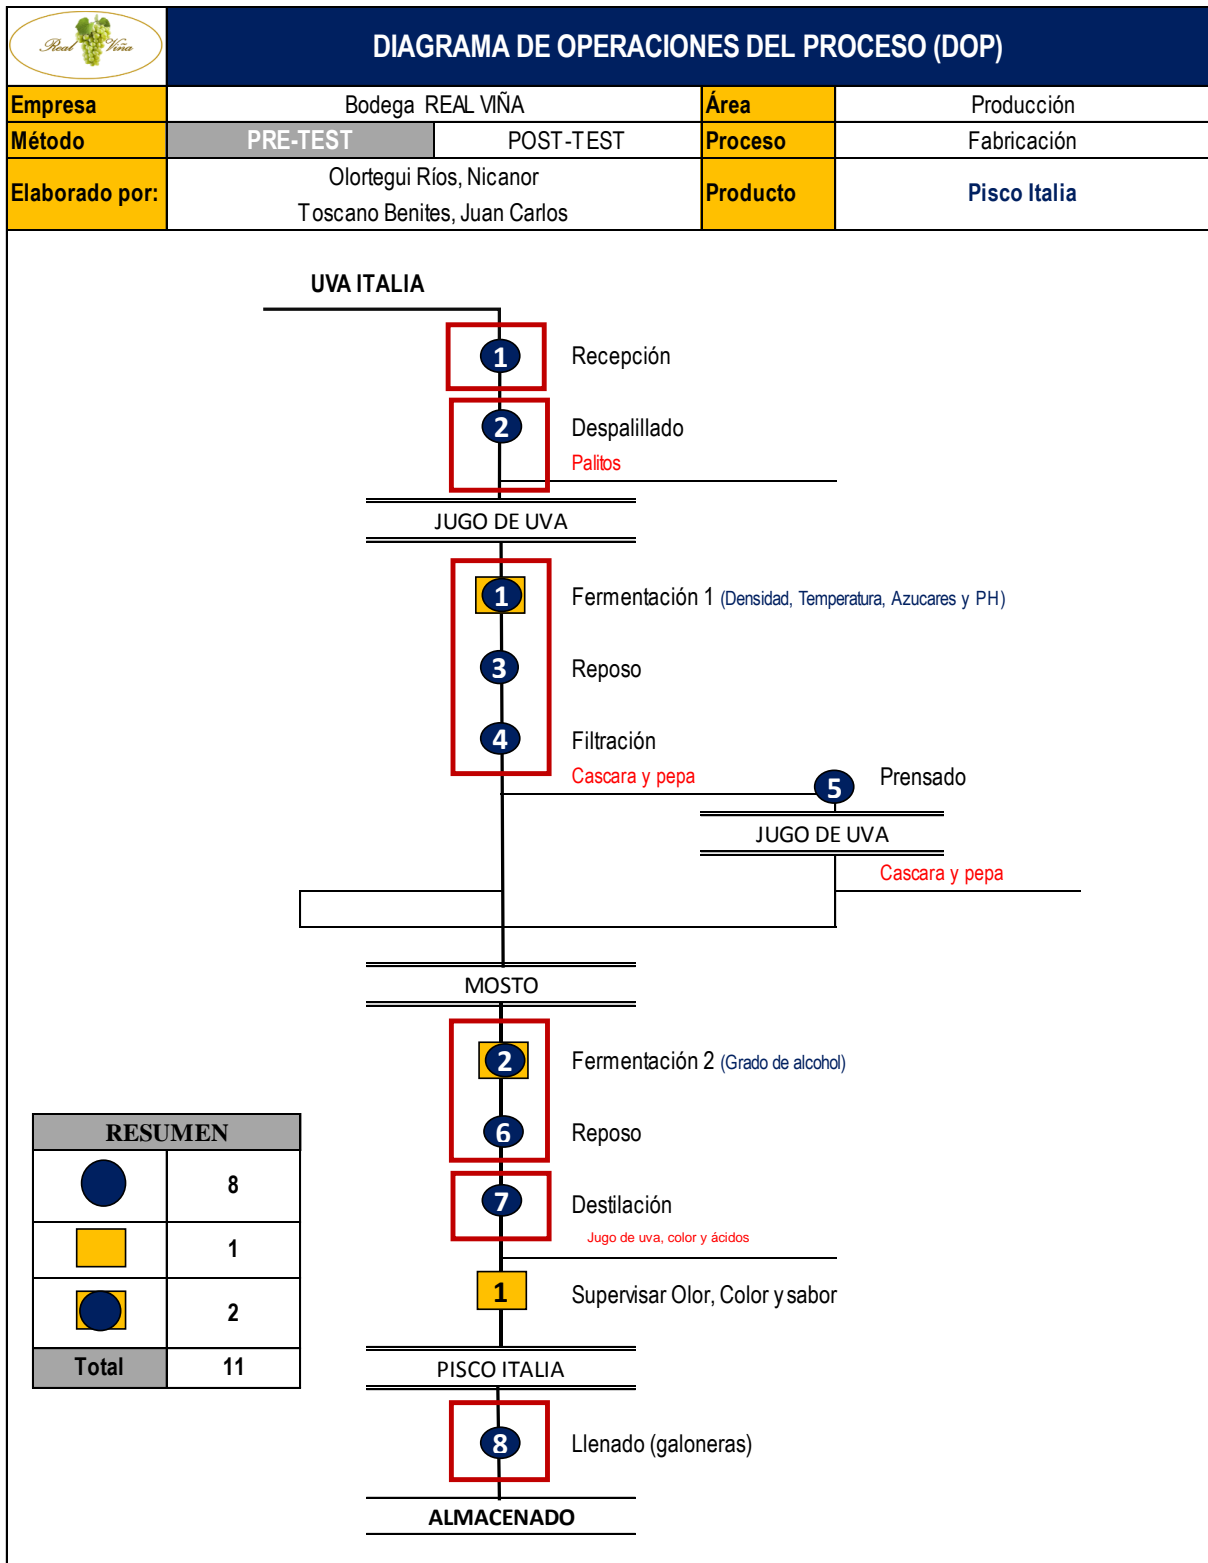 Real Viña
DIAGRAMA DE OPERACIONES DEL PROCESO (DOP)
Empresa
Bodega REAL VIÑA
Área
Producción
Método
PRE-TEST
POST-TEST
Proceso
Fabricación
Elaborado por:
Olortegui Ríos, Nicanor
Toscano Benites, Juan Carlos
Producto
Pisco Italia
UVA ITALIA
1
Recepción
2
Despalillado
Palitos
JUGO DE UVA
1
Fermentación 1 (Densidad, Temperatura, Azucares y PH)
3
Reposo
4
Filtración
Cascara y pepa
5
Prensado
JUGO DE UVA
Cascara y pepa
MOSTO
2
Fermentación 2 (Grado de alcohol)
6
Reposo
7
Destilación
Jugo de uva, color y ácidos
1
Supervisar Olor, Color y sabor
PISCO ITALIA
8
Llenado (galoneras)
ALMACENADO
RESUMEN
8
1
2
Total
11